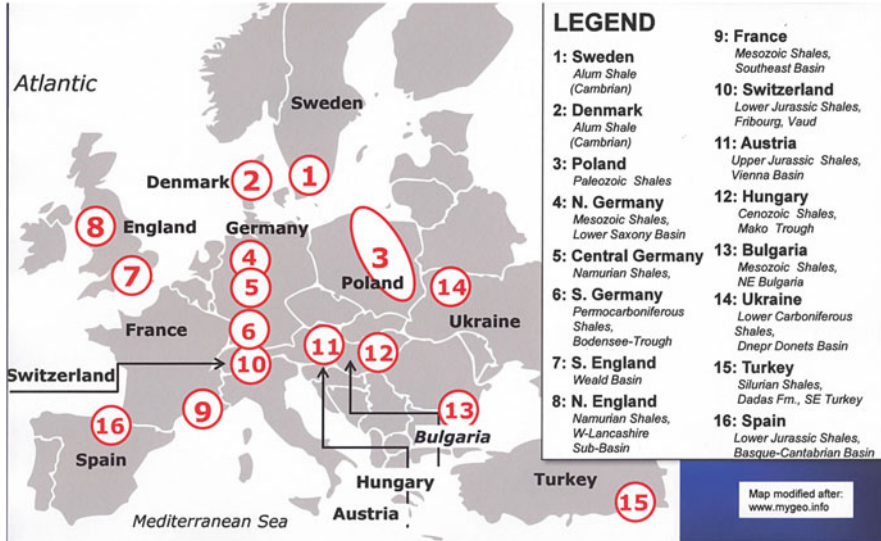 Atlantic
Sweden
Denmark
2
1
8
England
Germany
7
4
5
3
Poland
14
Ukraine
France
6
Switzerland
10
11
12
9
16
Spain
13
Bulgaria
Hungary
Austria
Turkey
15
Mediterranean Sea
LEGEND
1: Sweden
Alum Shale
(Cambrian)
2: Denmark
Alum Shale
(Cambrian)
3: Poland
Paleozoic Shales
4: N. Germany
Mesozoic Shales,
Lower Saxony Basin
5: Central Germany
Namurian Shales,
6: S. Germany
Permocarboniferous
Shales,
Bodensee-Trough
7: S. England
Weald Basin
8: N. England
Namurian Shales,
W-Lancashire
Sub-Basin
9: France
Mesozoic Shales,
Southeast Basin
10: Switzerland
Lower Jurassic Shales,
Fribourg, Vaud
11: Austria
Upper Jurassic Shales,
Vienna Basin
12: Hungary
Cenozoic Shales,
Mako Trough
13: Bulgaria
Mesozoic Shales,
NE Bulgaria
14: Ukraine
Lower Carboniferous
Shales,
Dnepr Donets Basin
15: Turkey
Silurian Shales,
Dadas Fm., SE Turkey
16: Spain
Lower Jurassic Shales,
Basque-Cantabrian Basin
Map modified after:
www.mygeo.info